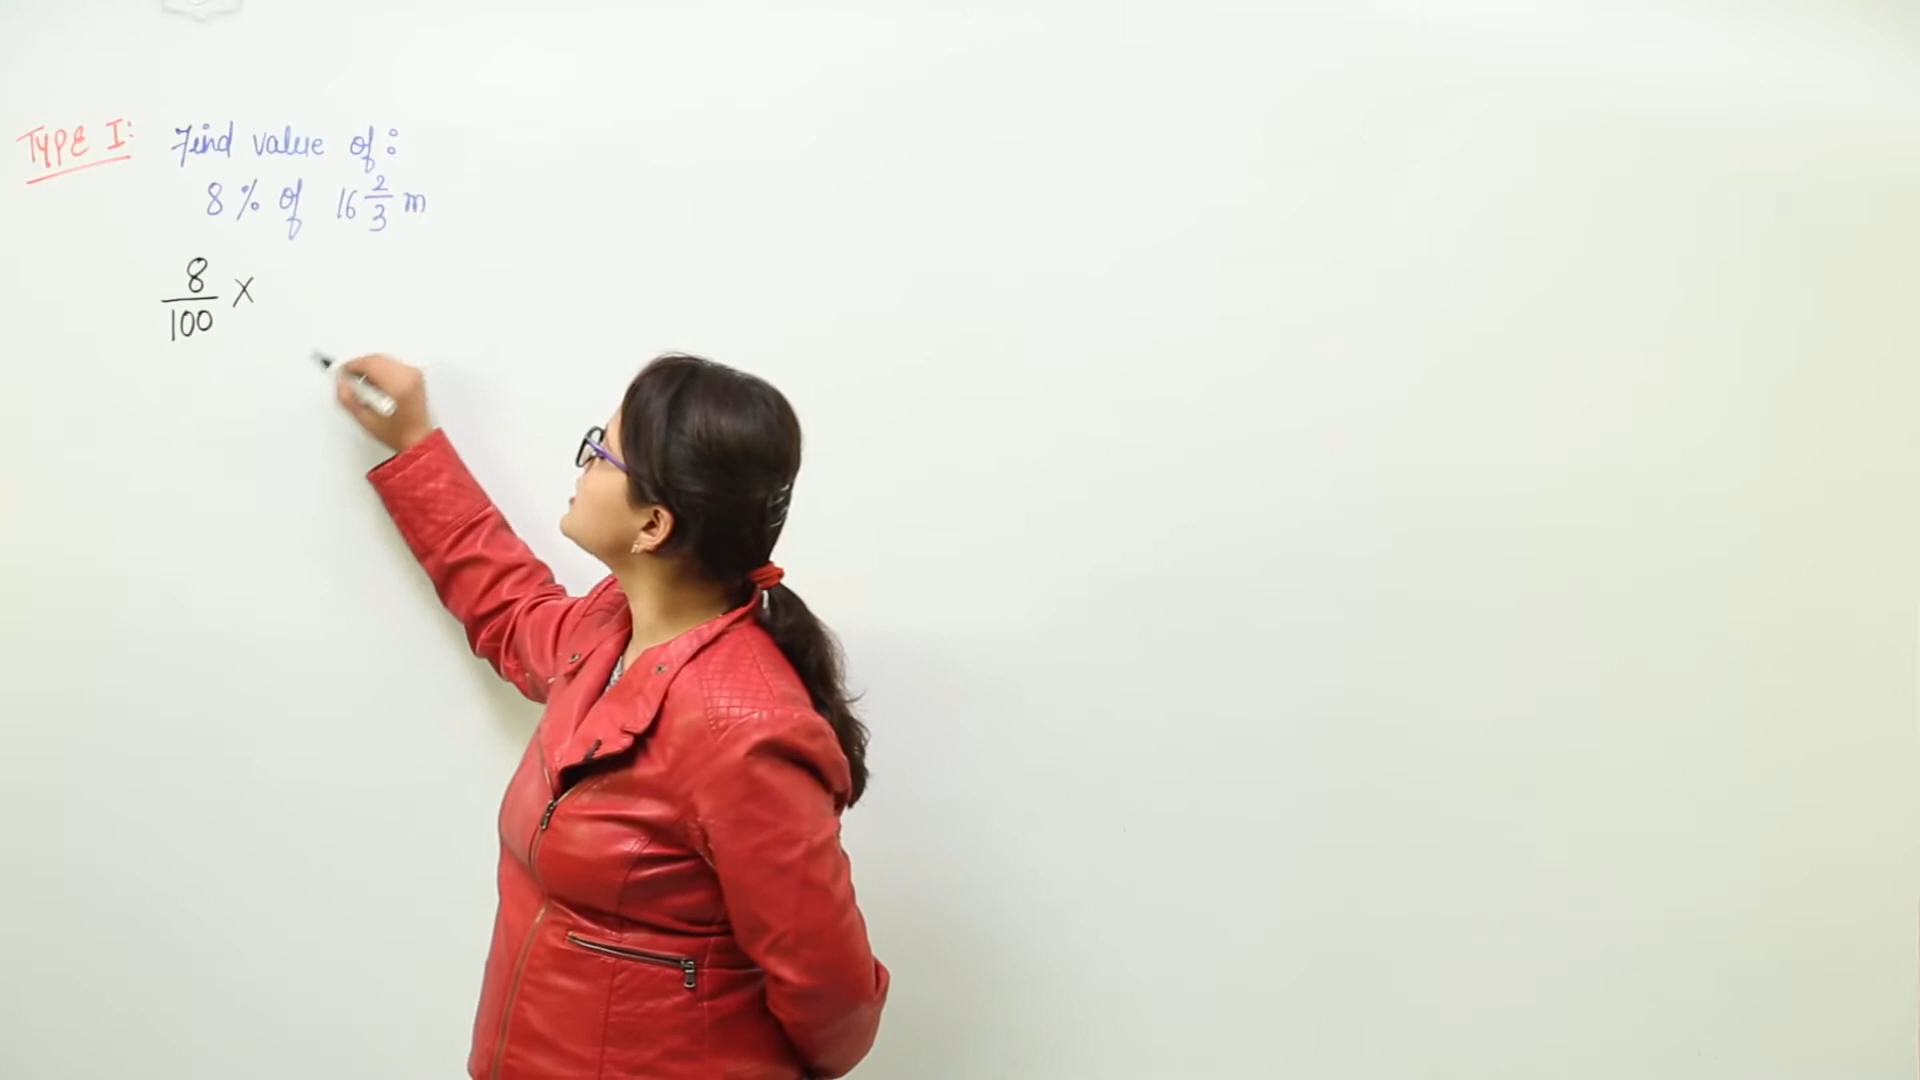 TYPE I: Find value of:
8% of 16 2/3 m
8/100 ×